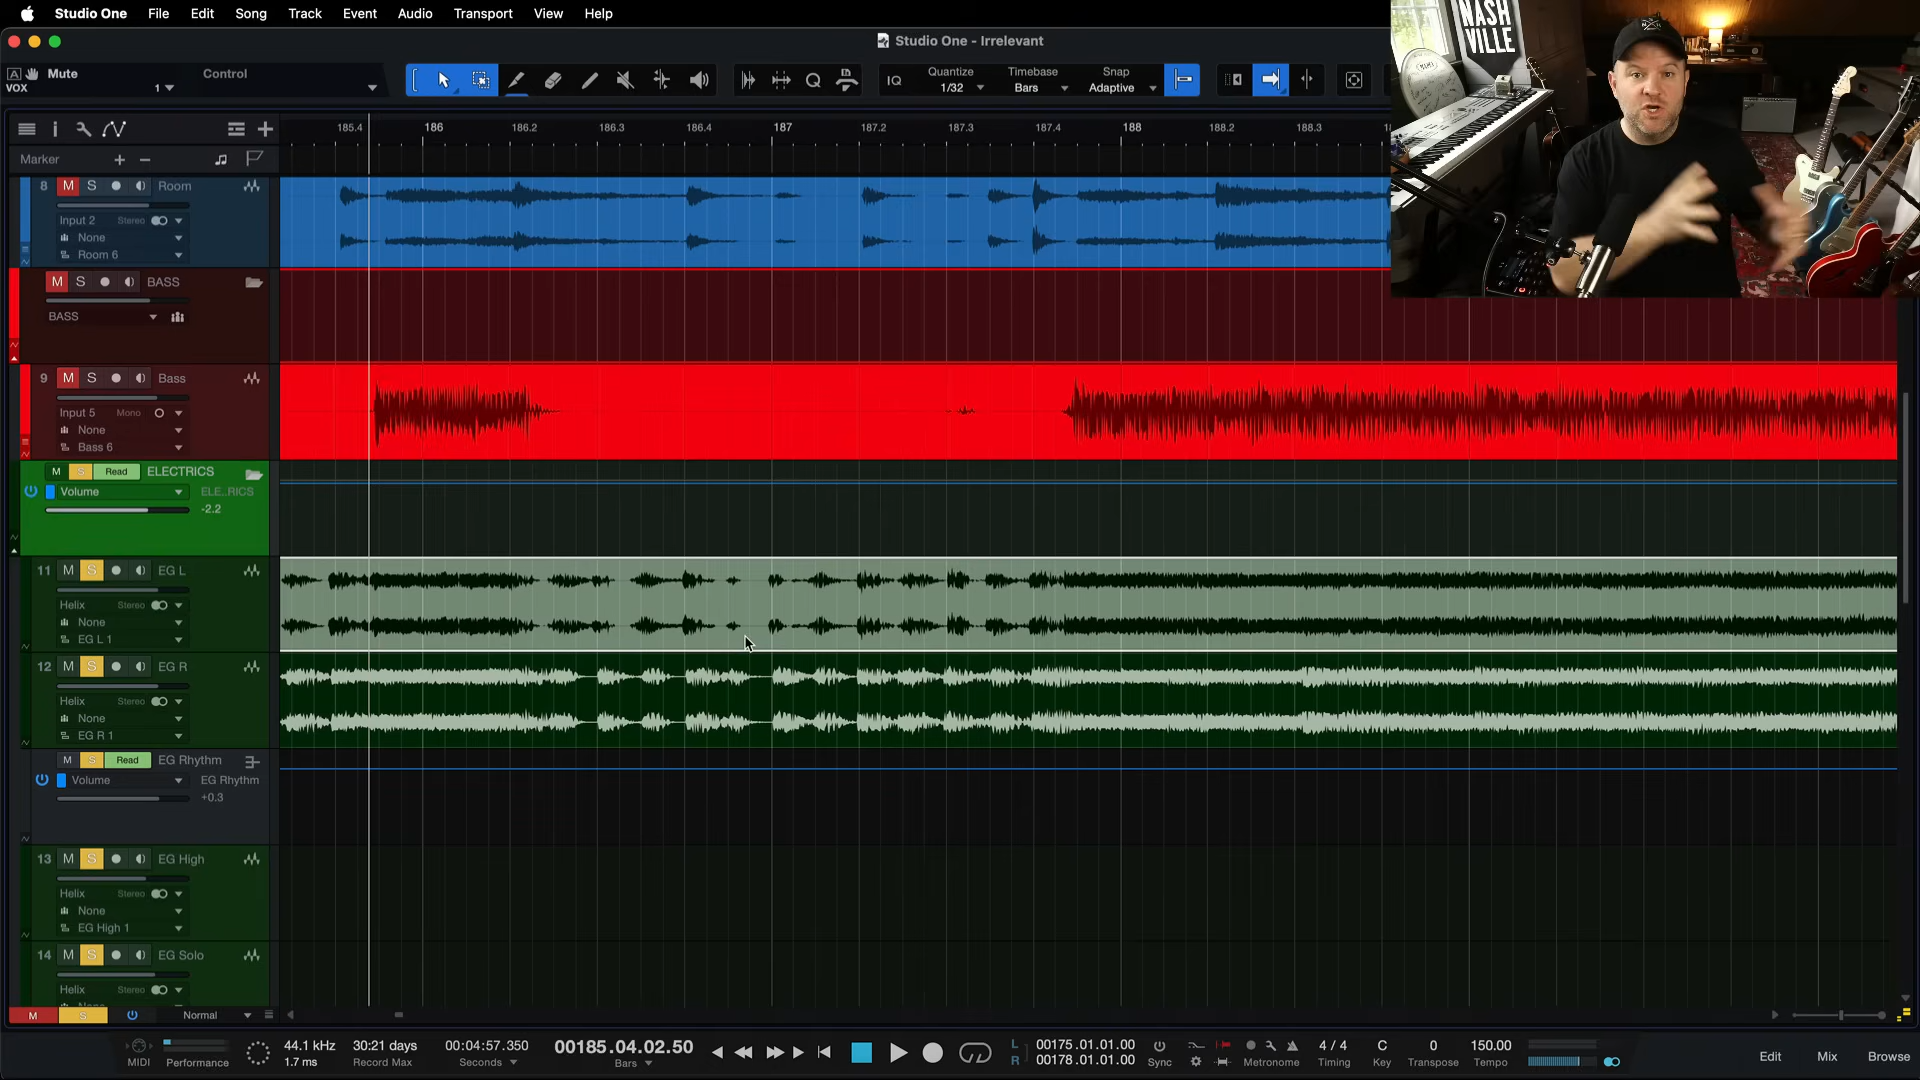 Studio One File Edit Song Track Event Audio Transport View Help
Studio One - Irrelevant
NASH
VILLE
A Mute Control
VOX 1
IQ Quantize Timebase Snap
1/32 Bars Adaptive
185.4 186 186.2 186.3 186.4 187 187.2 187.3 187.4 188 188.2 188.3
Marker
8 M S Room
Input 2 Stereo
None
Room 6
M S BASS
BASS
9 M S Bass
Input 5 Mono
None
Bass 6
M S Read ELECTRICS
Volume ELE..RICS
-2.2
11 M S EG L
Helix Stereo
None
EG L 1
12 M S EG R
Helix Stereo
None
EG R 1
M S Read EG Rhythm
Volume EG Rhythm
+0.3
13 M S EG High
Helix Stereo
None
EG High 1
14 M S EG Solo
Helix Stereo
M S Normal
MIDI Performance
44.1 kHz
1.7 ms
30:21 days
Record Max
00:04:57.350
Seconds
00185.04.02.50
Bars
L 00175.01.01.00
R 00178.01.01.00
Sync
Metronome
4 / 4
Timing
C
Key
0
Transpose
150.00
Tempo
Edit Mix Browse